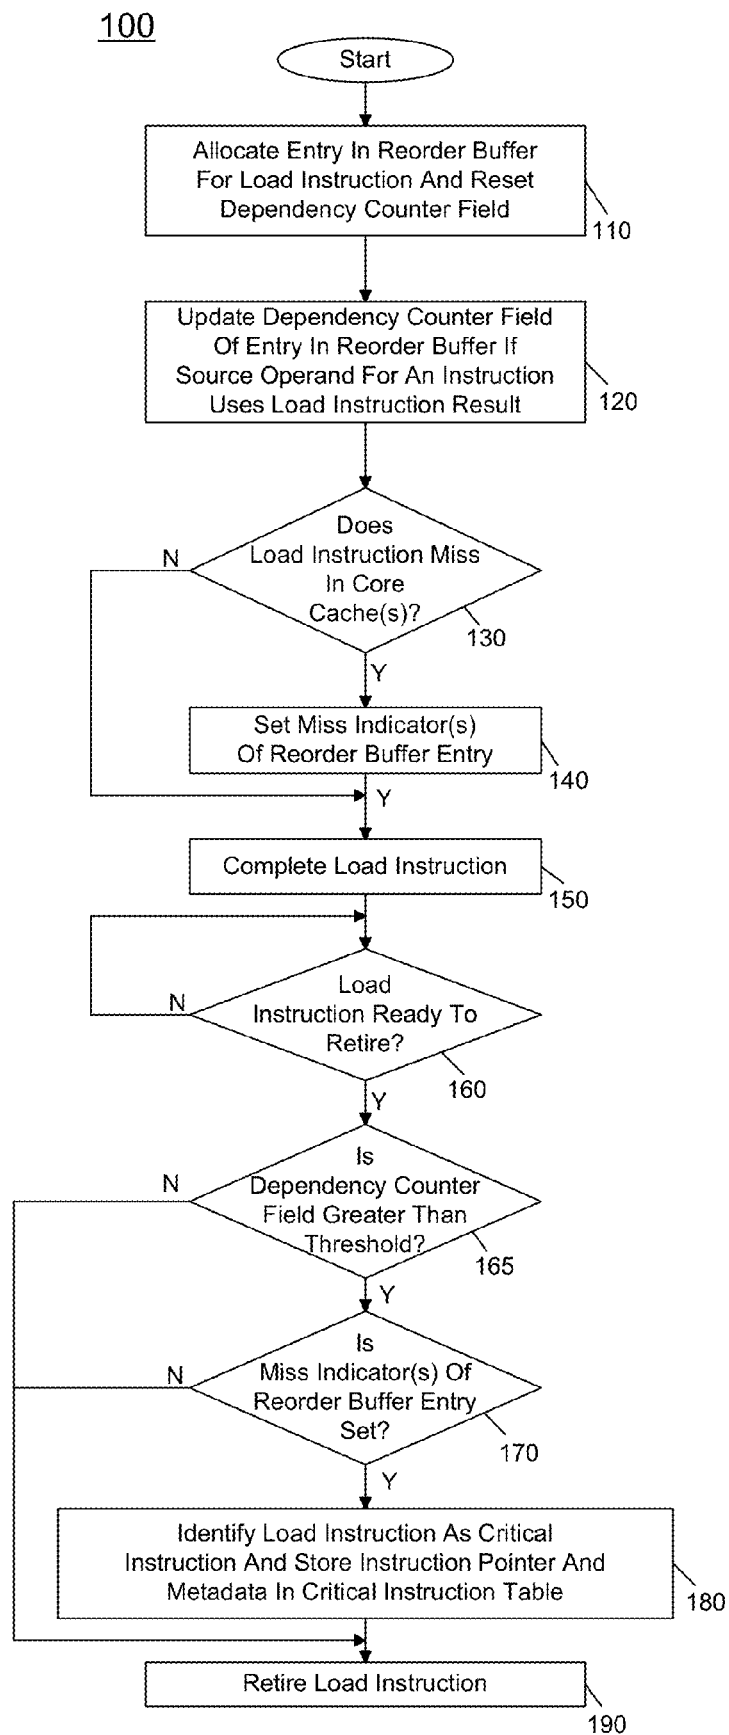 100
Start
Allocate Entry In Reorder Buffer
For Load Instruction And Reset
Dependency Counter Field
110
Update Dependency Counter Field
Of Entry In Reorder Buffer If
Source Operand For An Instruction
Uses Load Instruction Result
120
Does
Load Instruction Miss
In Core
Cache(s)?
N
130
Y
Set Miss Indicator(s)
Of Reorder Buffer Entry
140
Y
Complete Load Instruction
150
Load
Instruction Ready To
Retire?
N
160
Y
Is
Dependency Counter
Field Greater Than
Threshold?
N
165
Y
Is
Miss Indicator(s) Of
Reorder Buffer Entry
Set?
N
170
Y
Identify Load Instruction As Critical
Instruction And Store Instruction Pointer And
Metadata In Critical Instruction Table
180
Retire Load Instruction
190